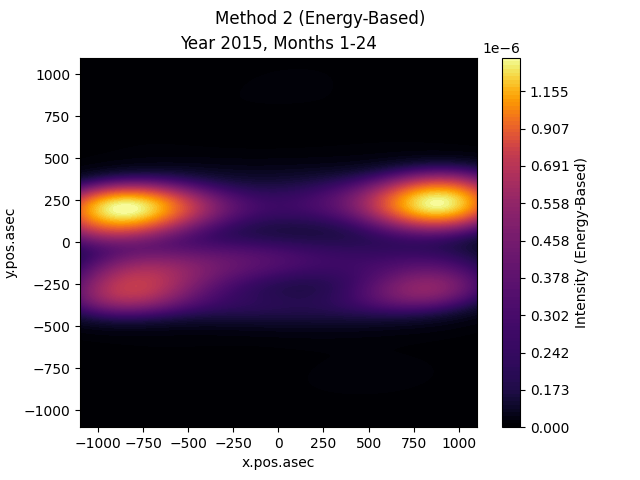 Method 2 (Energy-Based)
Year 2015, Months 1-24
1e−6
1000
750
500
250
0
−250
−500
−750
−1000
y.pos.asec
−1000 −750 −500 −250 0 250 500 750 1000
x.pos.asec
1.155
0.907
0.691
0.558
0.458
0.378
0.302
0.242
0.173
0.000
Intensity (Energy-Based)